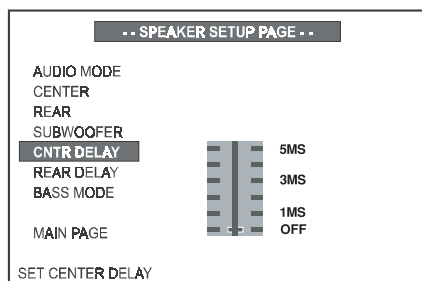 - - SPEAKER SETUP PAGE - -
AUDIO MODE
CENTER
REAR
SUBWOOFER
CNTR DELAY
REAR DELAY
BASS MODE
MAIN PAGE
5MS
3MS
1MS
OFF
SET CENTER DELAY